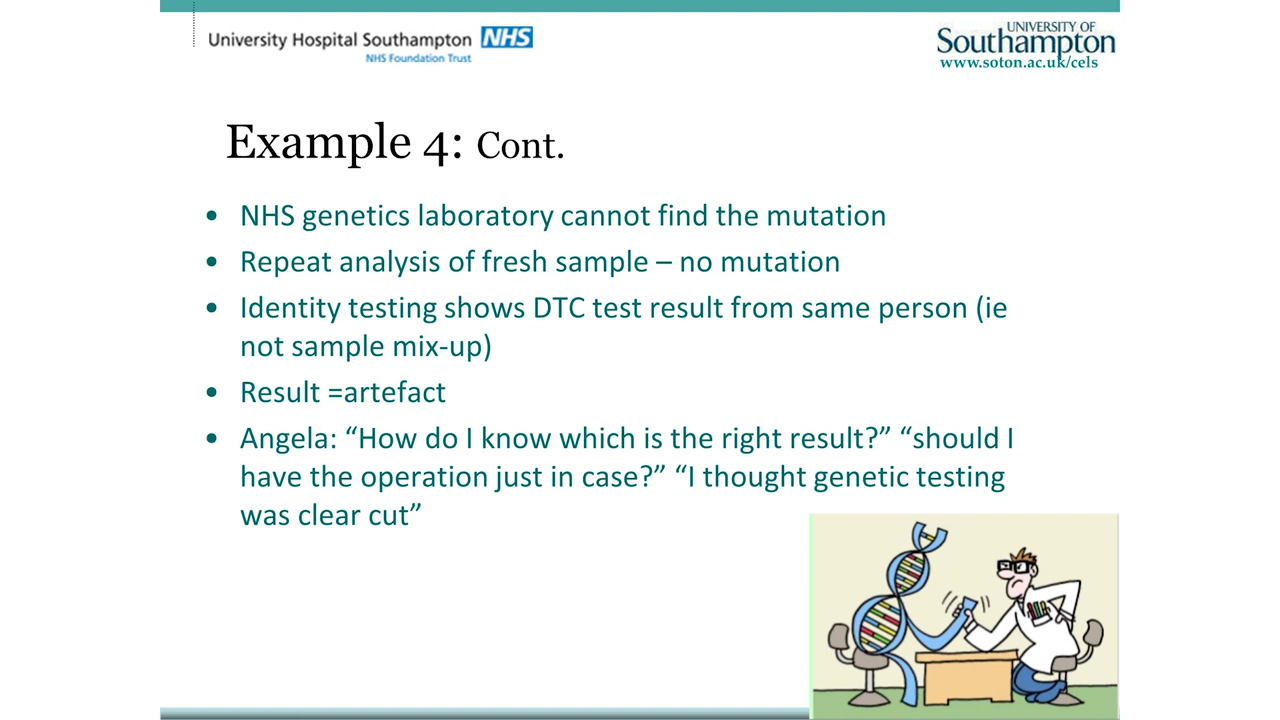 University Hospital Southampton NHS
NHS Foundation Trust
UNIVERSITY OF
Southampton
www.soton.ac.uk/cels
Example 4: Cont.
• NHS genetics laboratory cannot find the mutation
• Repeat analysis of fresh sample – no mutation
• Identity testing shows DTC test result from same person (ie
not sample mix-up)
• Result =artefact
• Angela: “How do I know which is the right result?” “should I
have the operation just in case?” “I thought genetic testing
was clear cut”